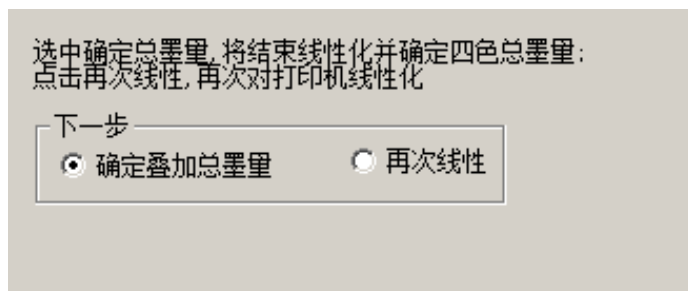 选中确定总墨量,将结束线性化并确定四色总墨量;
点击再次线性,再次对打印机线性化
下一步
确定叠加总墨量 再次线性